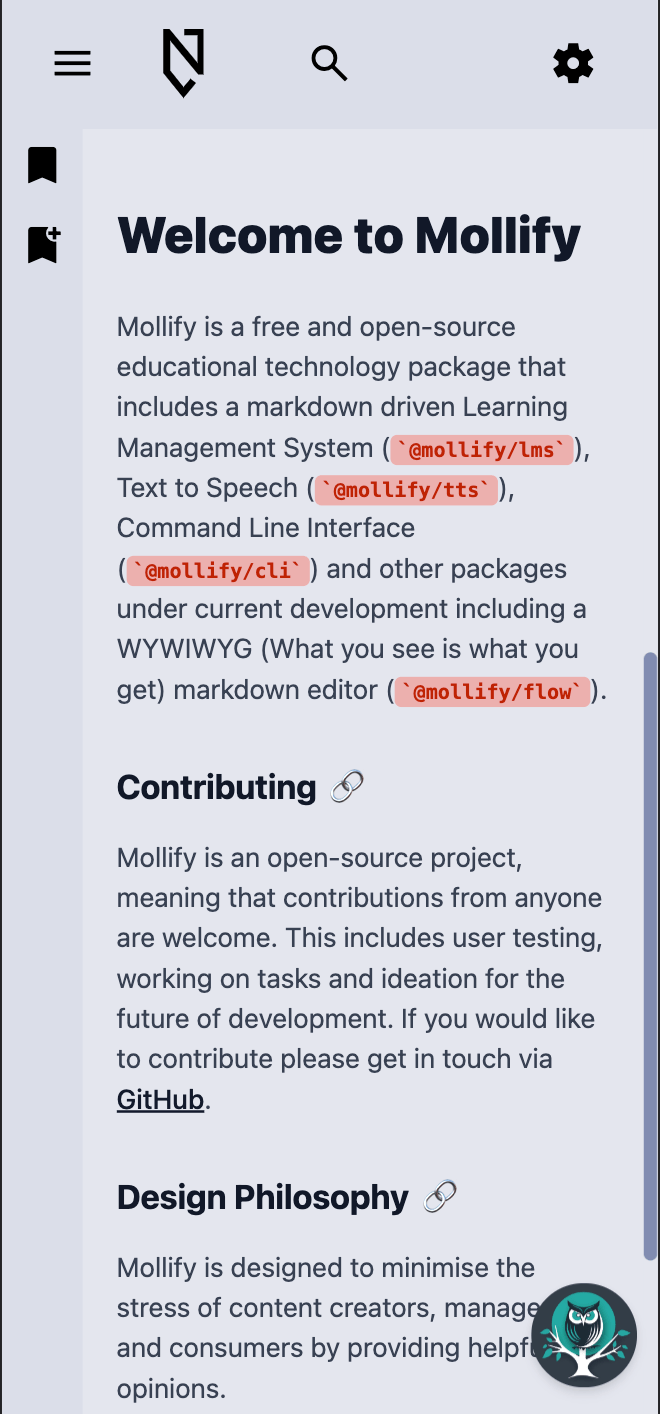 Welcome to Mollify
Mollify is a free and open-source
educational technology package that
includes a markdown driven Learning
Management System (`@mollify/lms`),
Text to Speech (`@mollify/tts`),
Command Line Interface
(`@mollify/cli`) and other packages
under current development including a
WYWIWYG (What you see is what you
get) markdown editor (`@mollify/flow`).
Contributing 🔗
Mollify is an open-source project,
meaning that contributions from anyone
are welcome. This includes user testing,
working on tasks and ideation for the
future of development. If you would like
to contribute please get in touch via
GitHub.
Design Philosophy 🔗
Mollify is designed to minimise the
stress of content creators,
and consumers by providing
opinions.